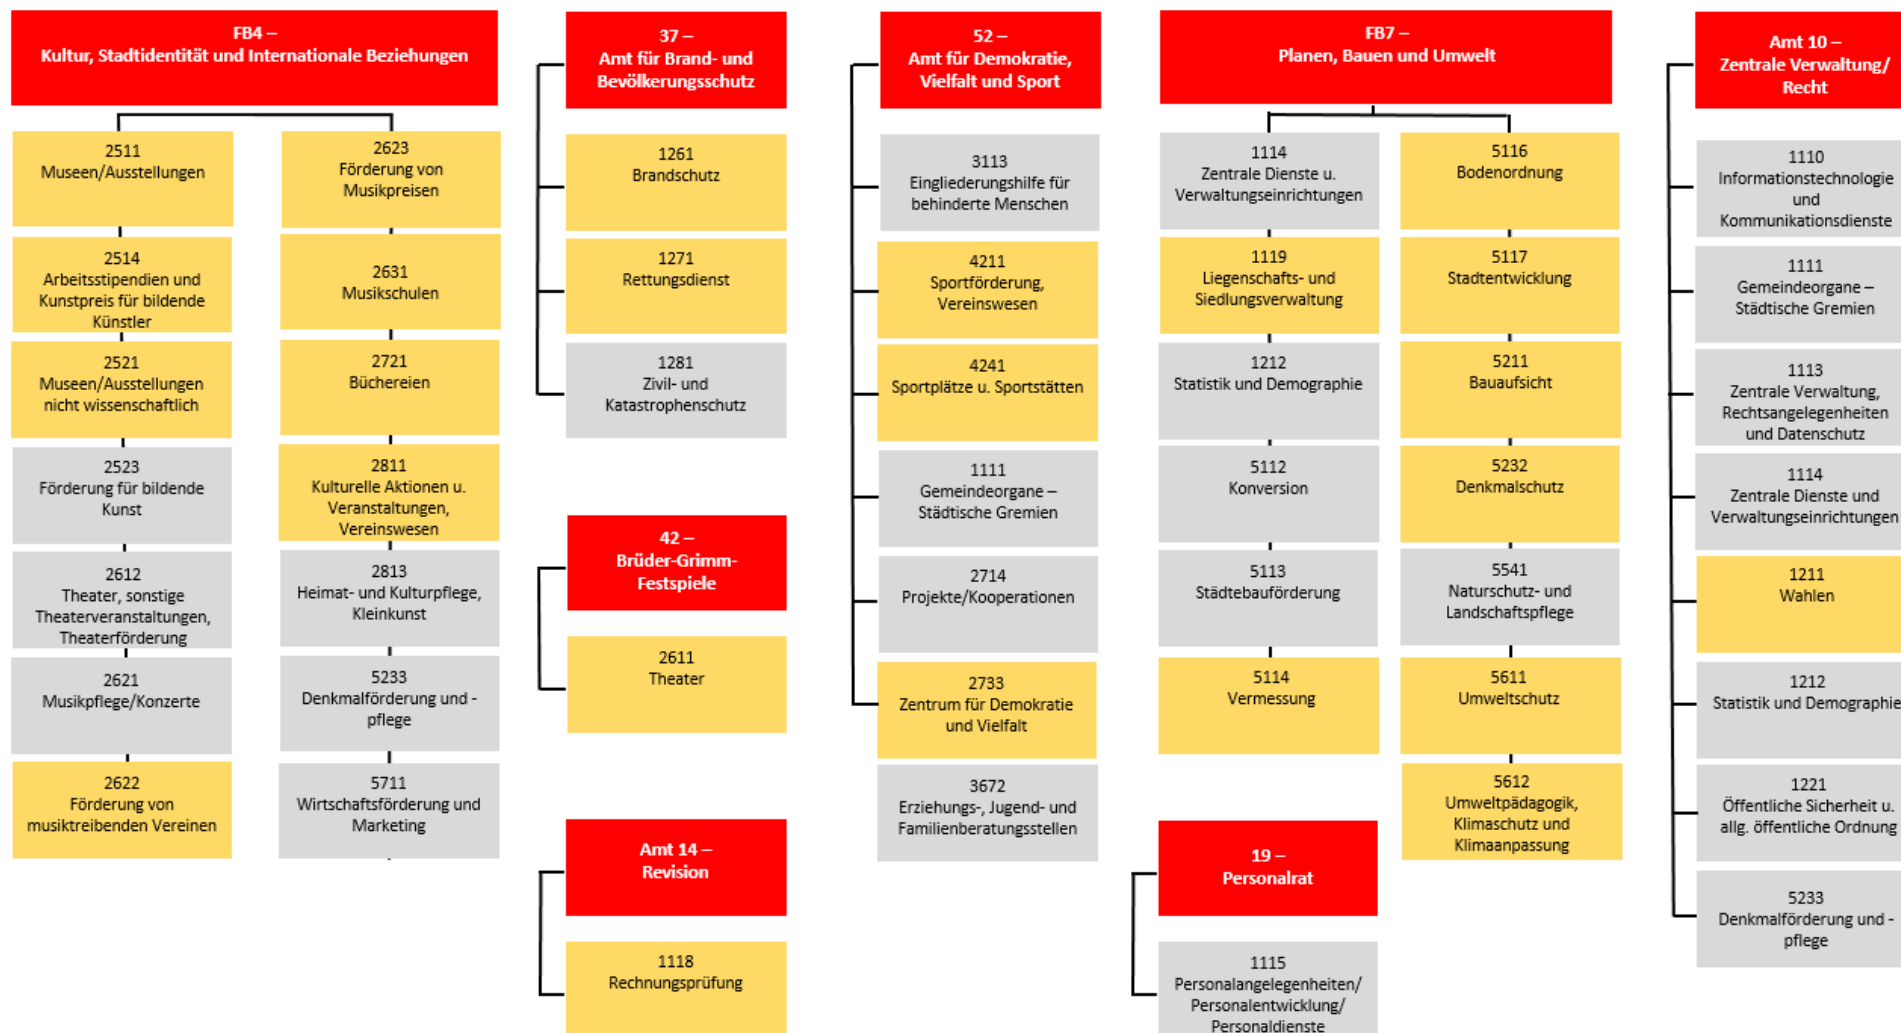 FB4 –
Kultur, Stadtidentität und Internationale Beziehungen
2511
Museen/Ausstellungen
2514
Arbeitsstipendien und
Kunstpreis für bildende
Künstler
2521
Museen/Ausstellungen
nicht wissenschaftlich
2523
Förderung für bildende
Kunst
2612
Theater, sonstige
Theaterveranstaltungen,
Theaterförderung
2621
Musikpflege/Konzerte
2622
Förderung von
musiktreibenden Vereinen
2623
Förderung von
Musikpreisen
2631
Musikschulen
2721
Büchereien
2811
Kulturelle Aktionen u.
Veranstaltungen,
Vereinswesen
2813
Heimat- und Kulturpflege,
Kleinkunst
5233
Denkmalförderung und -
pflege
5711
Wirtschaftsförderung und
Marketing
37 –
Amt für Brand- und
Bevölkerungsschutz
1261
Brandschutz
1271
Rettungsdienst
1281
Zivil- und
Katastrophenschutz
42 –
Brüder-Grimm-
Festspiele
2611
Theater
Amt 14 –
Revision
1118
Rechnungsprüfung
52 –
Amt für Demokratie,
Vielfalt und Sport
3113
Eingliederungshilfe für
behinderte Menschen
4211
Sportförderung,
Vereinswesen
4241
Sportplätze u. Sportstätten
1111
Gemeindeorgane –
Städtische Gremien
2714
Projekte/Kooperationen
2733
Zentrum für Demokratie
und Vielfalt
3672
Erziehungs-, Jugend- und
Familienberatungsstellen
FB7 –
Planen, Bauen und Umwelt
1114
Zentrale Dienste u.
Verwaltungseinrichtungen
1119
Liegenschafts- und
Siedlungsverwaltung
1212
Statistik und Demographie
5112
Konversion
5113
Städtebauförderung
5114
Vermessung
5116
Bodenordnung
5117
Stadtentwicklung
5211
Bauaufsicht
5232
Denkmalschutz
5541
Naturschutz- und
Landschaftspflege
5611
Umweltschutz
5612
Umweltpädagogik,
Klimaschutz und
Klimaanpassung
19 –
Personalrat
1115
Personalangelegenheiten/
Personalentwicklung/
Personaldienste
Amt 10 –
Zentrale Verwaltung/
Recht
1110
Informationstechnologie
und
Kommunikationsdienste
1111
Gemeindeorgane –
Städtische Gremien
1113
Zentrale Verwaltung,
Rechtsangelegenheiten
und Datenschutz
1114
Zentrale Dienste und
Verwaltungseinrichtungen
1211
Wahlen
1212
Statistik und Demographie
1221
Öffentliche Sicherheit u.
allg. öffentliche Ordnung
5233
Denkmalförderung und -
pflege